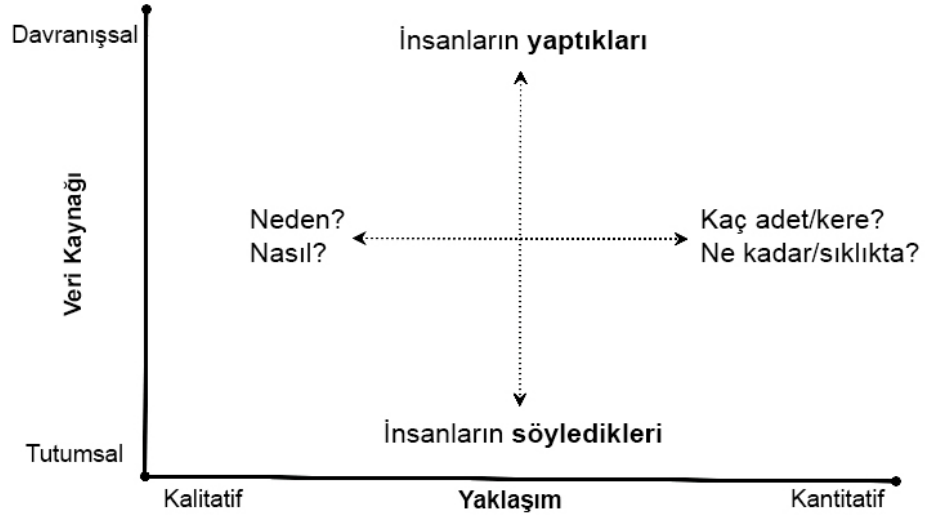 Davranışsal
İnsanların yaptıkları
Veri Kaynağı
Neden?
Nasıl?
Kaç adet/kere?
Ne kadar/sıklıkta?
İnsanların söyledikleri
Tutumsal
Kalitatif
Yaklaşım
Kantitatif